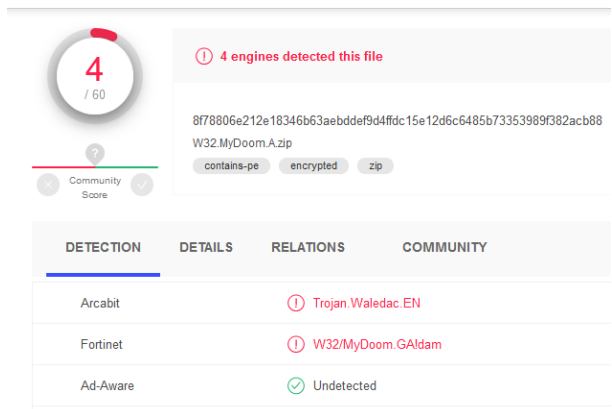 4
/ 60
4 engines detected this file
8f78806e212e18346b63aebddef9d4ffdc15e12d6c6485b73353989f382acb88
W32.MyDoom.A.zip
contains-pe encrypted zip
?
Community
Score
DETECTION DETAILS RELATIONS COMMUNITY
Arcabit Trojan.Waledac.EN
Fortinet W32/MyDoom.GA!dam
Ad-Aware Undetected